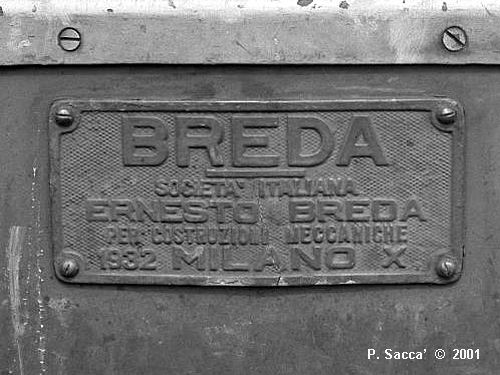 BREDA
SOCIETA' ITALIANA
ERNESTO BREDA
PER COSTRUZIONI MECCANICHE
1932 MILANO X
P. Sacca' © 2001